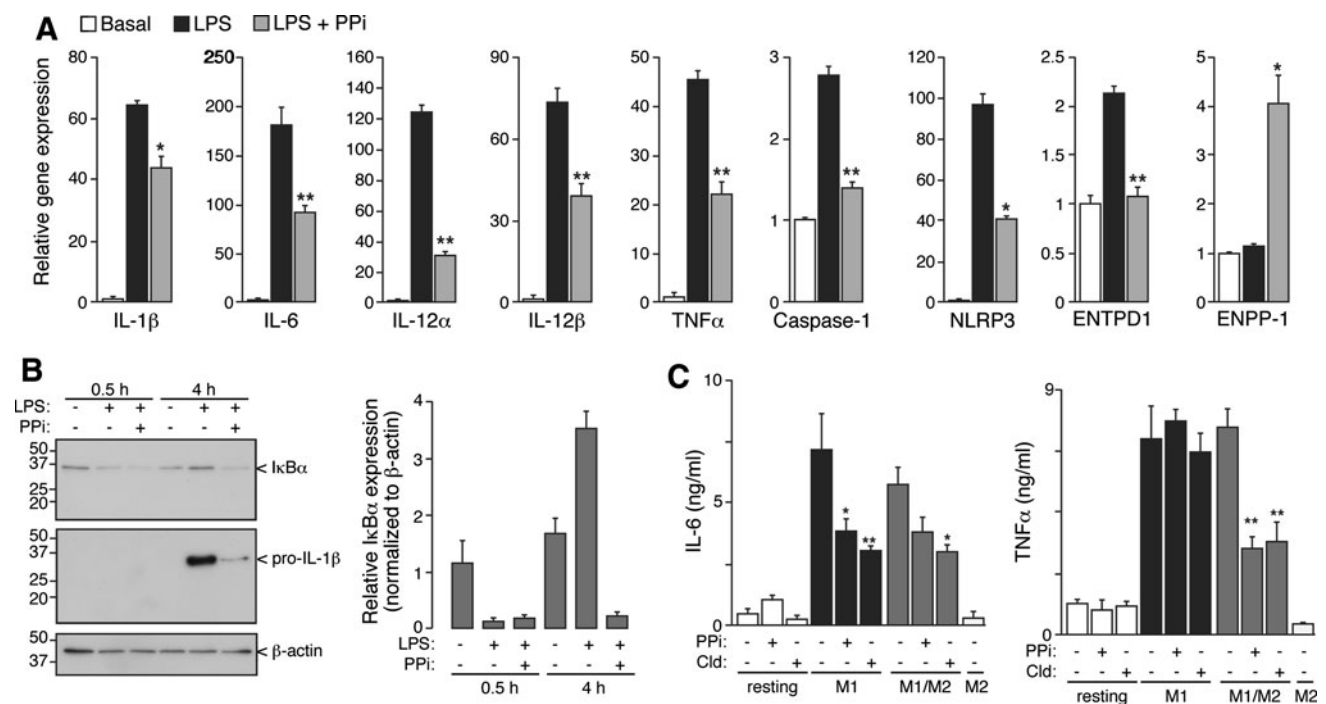 A
Basal LPS LPS + PPi
Relative gene expression
80 60 40 20 0
*
IL-1β
250 200 150 100 50 0
**
IL-6
160 140 120 100 80 60 40 20 0
**
IL-12α
90 60 30 0
**
IL-12β
50 40 30 20 10 0
**
TNFα
3 2 1 0
**
Caspase-1
120 100 80 60 40 20 0
*
NLRP3
2.5 2 1.5 1 0.5 0
**
ENTPD1
5 4 3 2 1 0
*
ENPP-1
B
0.5 h 4 h
LPS: - + + - + +
PPi: - - + - - +
50
37
25
20
IκBα
50
37
25
20
pro-IL-1β
50
37
β-actin
Relative IκBα expression
(normalized to β-actin)
4 3 2 1 0
LPS: - + + - + +
PPi: - - + - - +
0.5 h 4 h
C
IL-6 (ng/ml)
10 5 0
* ** *
PPi: - + - - + - - + - -
Cld: - - + - - + - - + -
resting M1 M1/M2 M2
TNFα (ng/ml)
9 6 3 0
** **
PPi: - + - - + - - + - -
Cld: - - + - - + - - + -
resting M1 M1/M2 M2